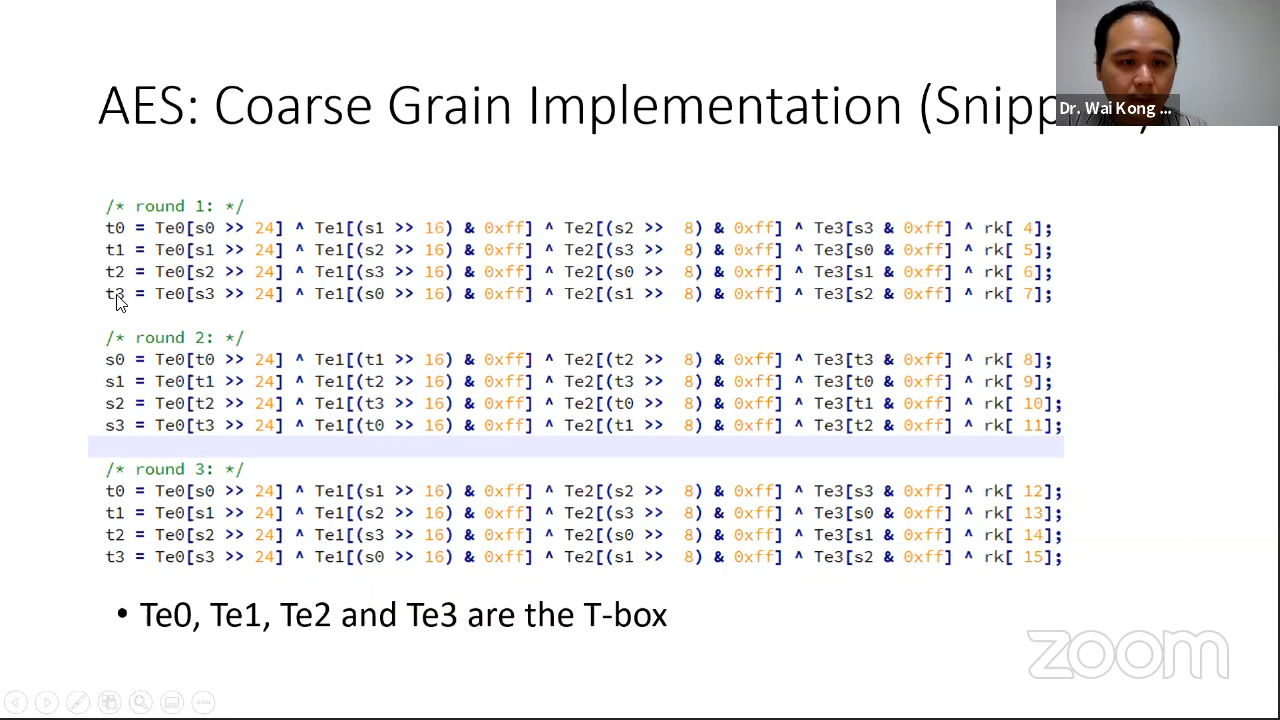 AES: Coarse Grain Implementation (Snipp
Dr. Wai Kong ...
/* round 1: */
t0 = Te0[s0 >> 24] ^ Te1[(s1 >> 16) & 0xff] ^ Te2[(s2 >>  8) & 0xff] ^ Te3[s3 & 0xff] ^ rk[ 4];
t1 = Te0[s1 >> 24] ^ Te1[(s2 >> 16) & 0xff] ^ Te2[(s3 >>  8) & 0xff] ^ Te3[s0 & 0xff] ^ rk[ 5];
t2 = Te0[s2 >> 24] ^ Te1[(s3 >> 16) & 0xff] ^ Te2[(s0 >>  8) & 0xff] ^ Te3[s1 & 0xff] ^ rk[ 6];
t3 = Te0[s3 >> 24] ^ Te1[(s0 >> 16) & 0xff] ^ Te2[(s1 >>  8) & 0xff] ^ Te3[s2 & 0xff] ^ rk[ 7];
/* round 2: */
s0 = Te0[t0 >> 24] ^ Te1[(t1 >> 16) & 0xff] ^ Te2[(t2 >>  8) & 0xff] ^ Te3[t3 & 0xff] ^ rk[ 8];
s1 = Te0[t1 >> 24] ^ Te1[(t2 >> 16) & 0xff] ^ Te2[(t3 >>  8) & 0xff] ^ Te3[t0 & 0xff] ^ rk[ 9];
s2 = Te0[t2 >> 24] ^ Te1[(t3 >> 16) & 0xff] ^ Te2[(t0 >>  8) & 0xff] ^ Te3[t1 & 0xff] ^ rk[ 10];
s3 = Te0[t3 >> 24] ^ Te1[(t0 >> 16) & 0xff] ^ Te2[(t1 >>  8) & 0xff] ^ Te3[t2 & 0xff] ^ rk[ 11];
/* round 3: */
t0 = Te0[s0 >> 24] ^ Te1[(s1 >> 16) & 0xff] ^ Te2[(s2 >>  8) & 0xff] ^ Te3[s3 & 0xff] ^ rk[ 12];
t1 = Te0[s1 >> 24] ^ Te1[(s2 >> 16) & 0xff] ^ Te2[(s3 >>  8) & 0xff] ^ Te3[s0 & 0xff] ^ rk[ 13];
t2 = Te0[s2 >> 24] ^ Te1[(s3 >> 16) & 0xff] ^ Te2[(s0 >>  8) & 0xff] ^ Te3[s1 & 0xff] ^ rk[ 14];
t3 = Te0[s3 >> 24] ^ Te1[(s0 >> 16) & 0xff] ^ Te2[(s1 >>  8) & 0xff] ^ Te3[s2 & 0xff] ^ rk[ 15];
• Te0, Te1, Te2 and Te3 are the T-box
zoom